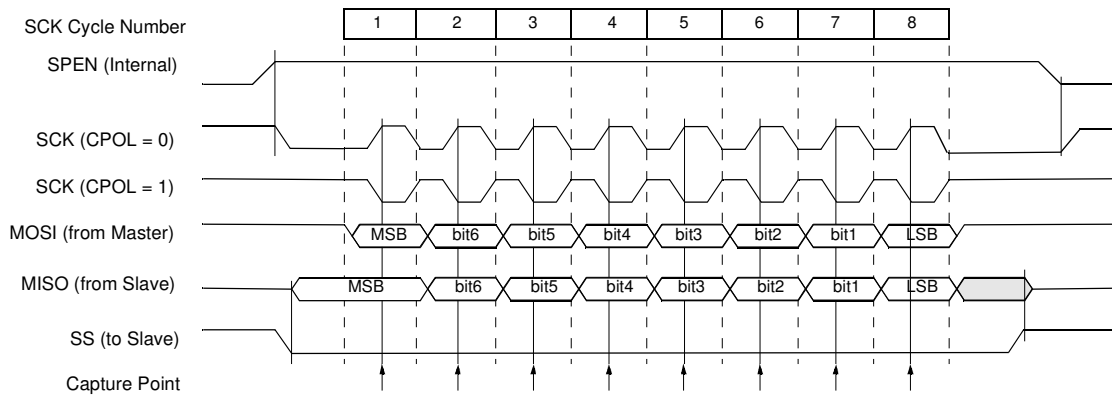 SCK Cycle Number 1 2 3 4 5 6 7 8
SPEN (Internal)
SCK (CPOL = 0)
SCK (CPOL = 1)
MOSI (from Master) MSB bit6 bit5 bit4 bit3 bit2 bit1 LSB
MISO (from Slave) MSB bit6 bit5 bit4 bit3 bit2 bit1 LSB
SS (to Slave)
Capture Point